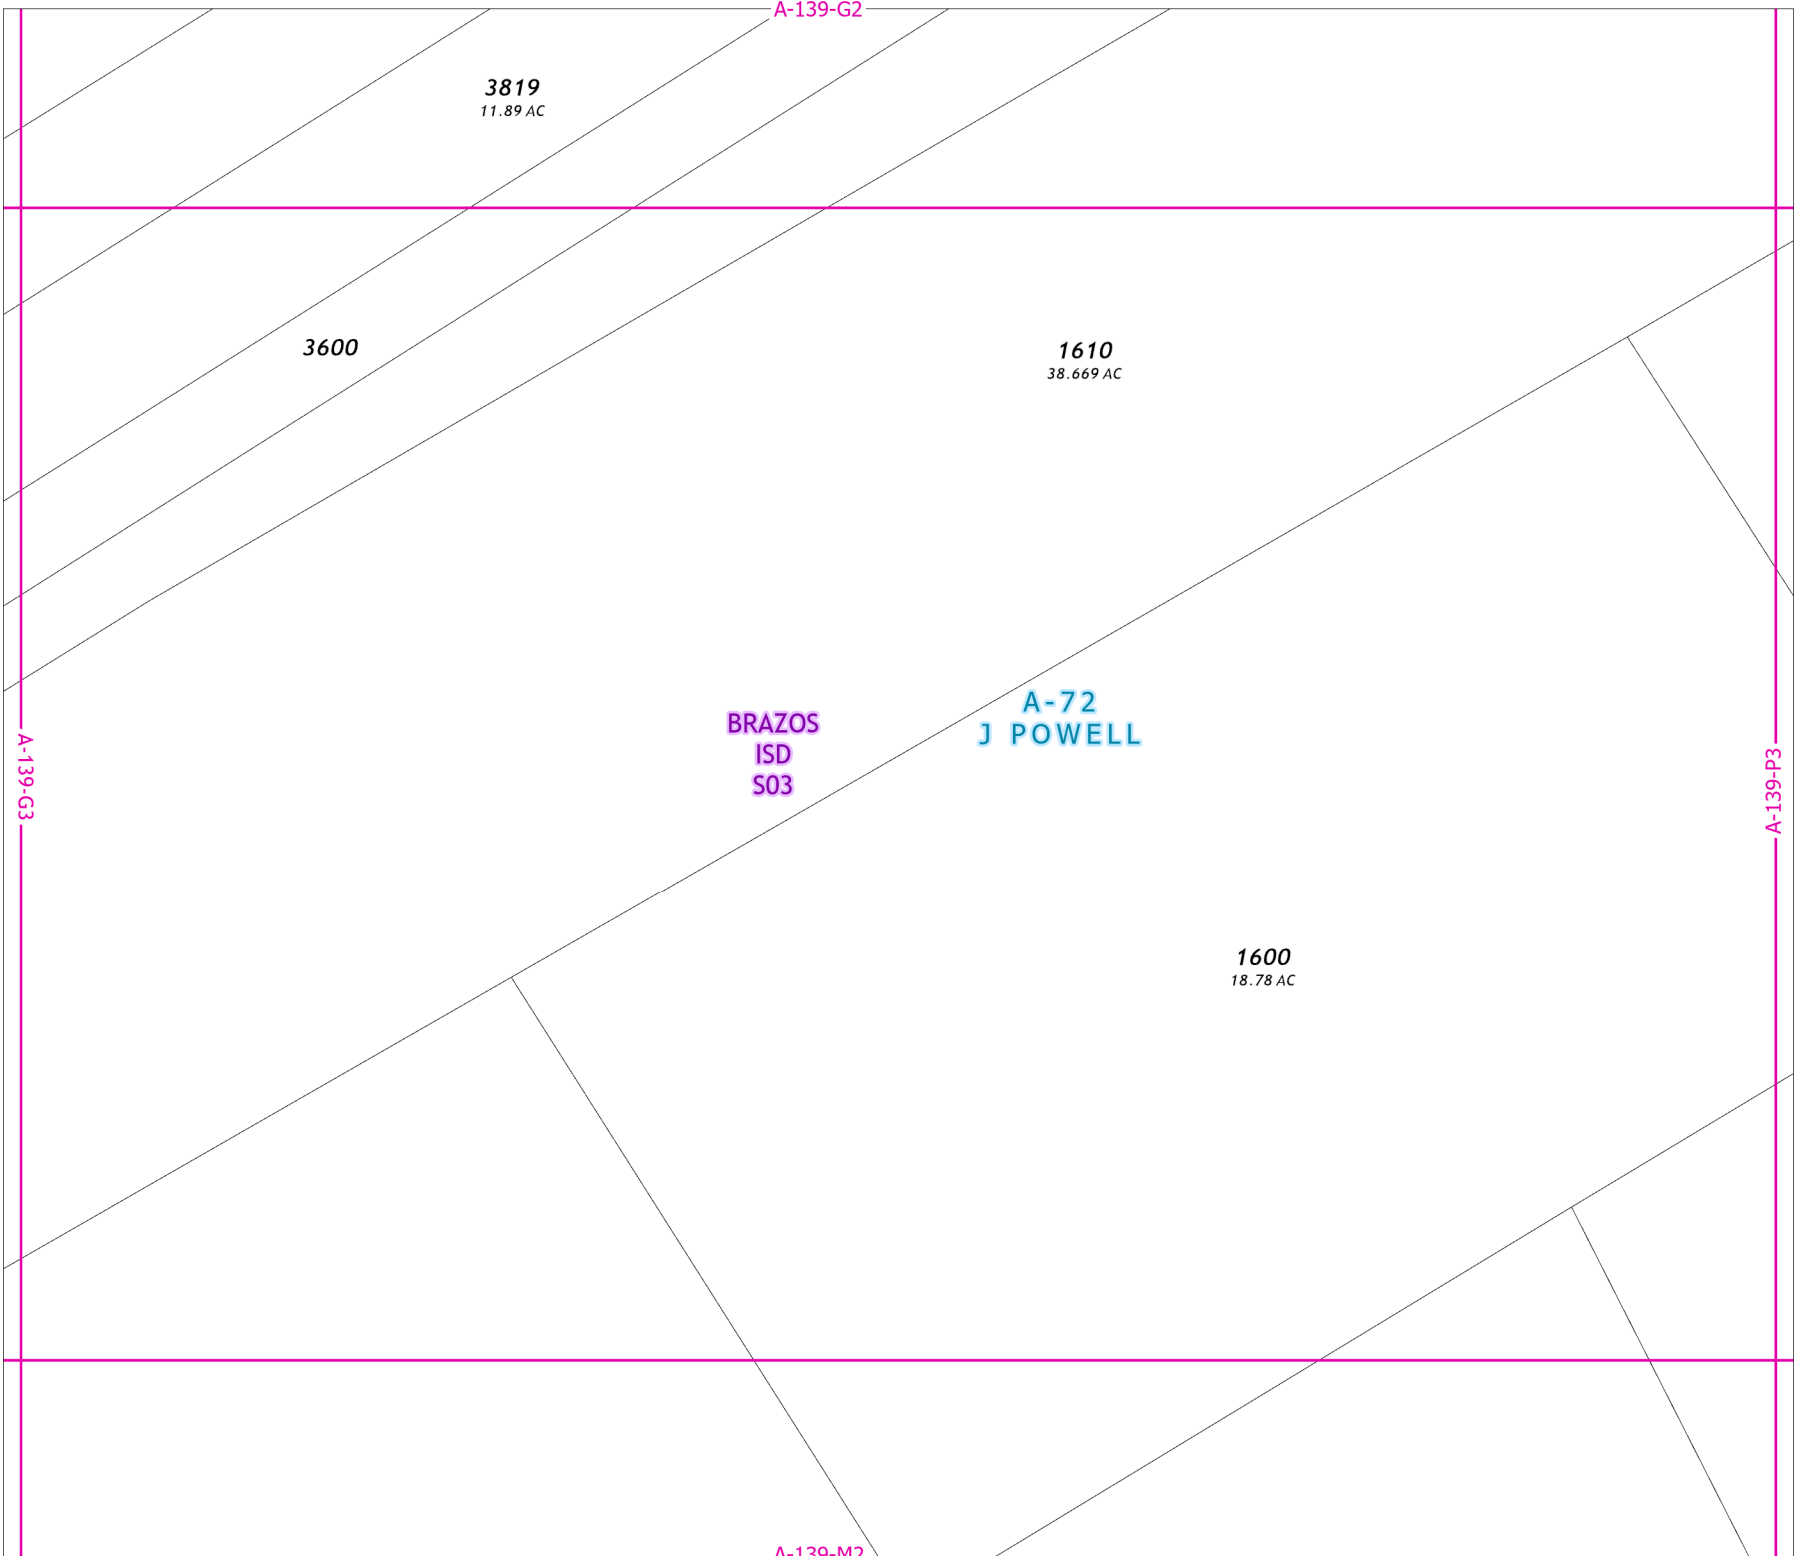 A-139-G2
3819
11.89 AC
3600
1610
38.669 AC
A-72
J POWELL
BRAZOS
ISD
S03
A-139-G3
A-139-P3
1600
18.78 AC
A-139-M2